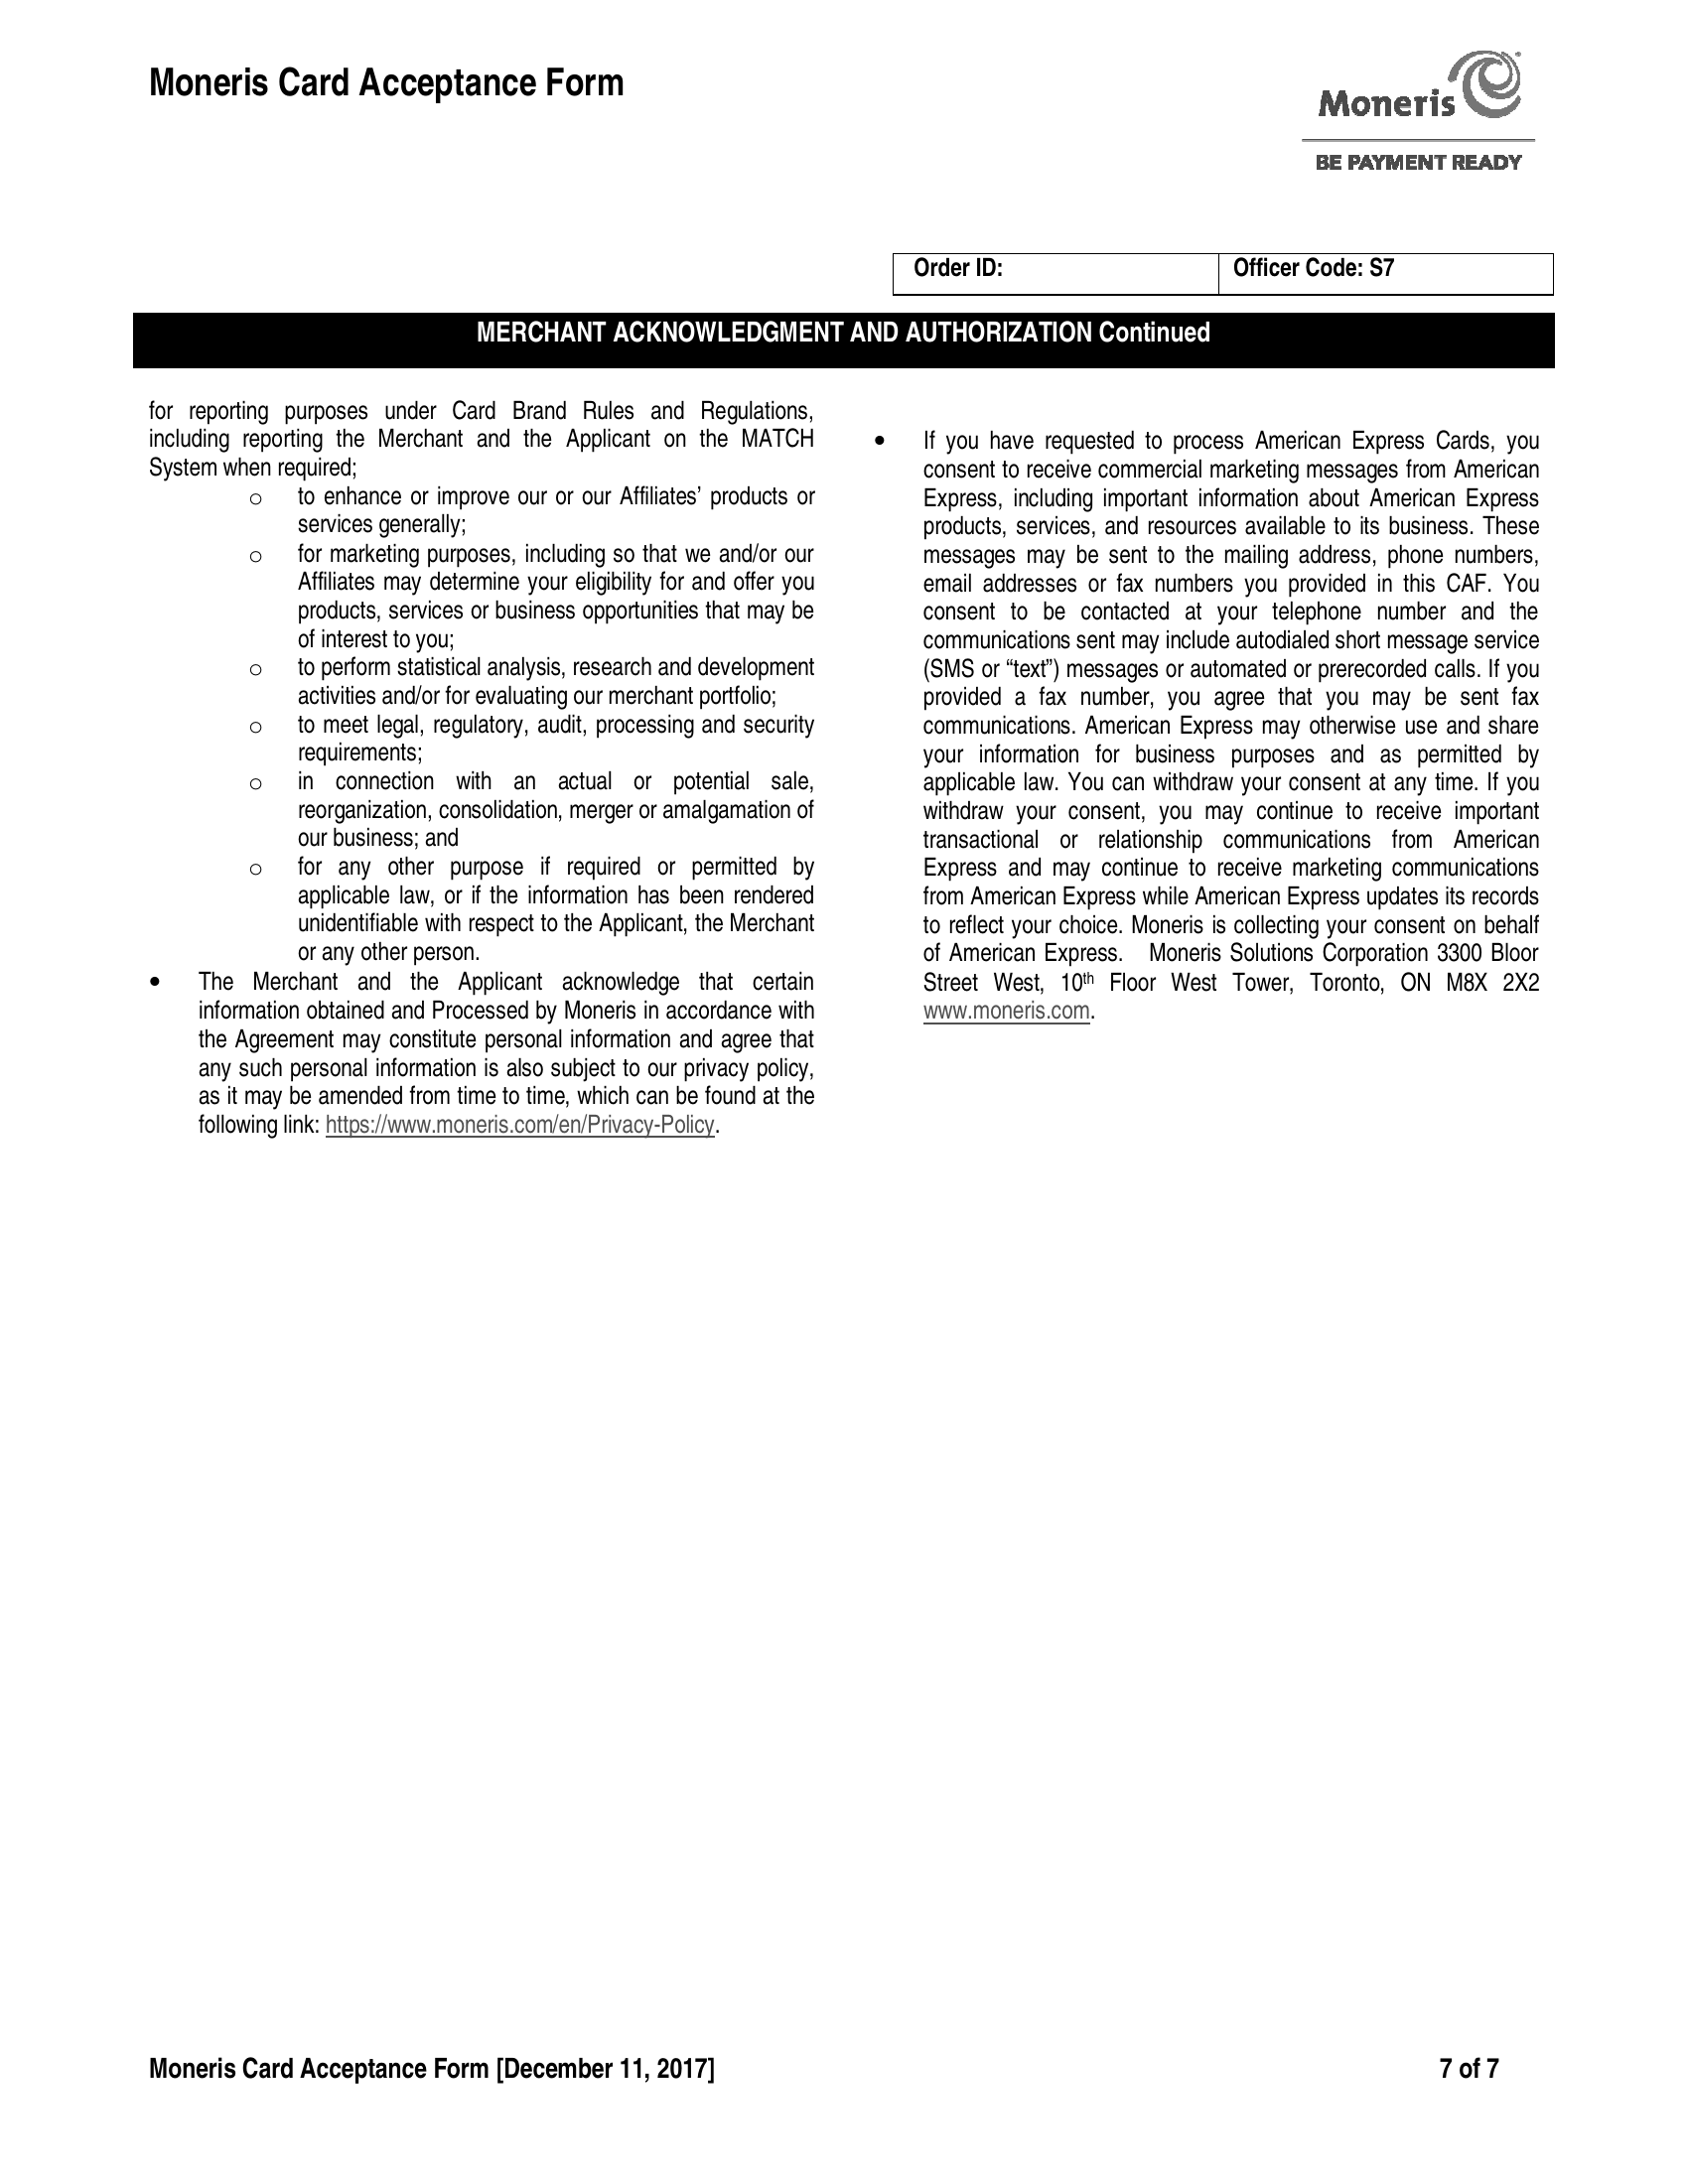 Moneris Card Acceptance Form
Moneris
BE PAYMENT READY
Order ID:
Officer Code: S7
MERCHANT ACKNOWLEDGMENT AND AUTHORIZATION Continued
for reporting purposes under Card Brand Rules and Regulations,
including reporting the Merchant and the Applicant on the MATCH
System when required;
o to enhance or improve our or our Affiliates’ products or
services generally;
o for marketing purposes, including so that we and/or our
Affiliates may determine your eligibility for and offer you
products, services or business opportunities that may be
of interest to you;
o to perform statistical analysis, research and development
activities and/or for evaluating our merchant portfolio;
o to meet legal, regulatory, audit, processing and security
requirements;
o in connection with an actual or potential sale,
reorganization, consolidation, merger or amalgamation of
our business; and
o for any other purpose if required or permitted by
applicable law, or if the information has been rendered
unidentifiable with respect to the Applicant, the Merchant
or any other person.
• The Merchant and the Applicant acknowledge that certain
information obtained and Processed by Moneris in accordance with
the Agreement may constitute personal information and agree that
any such personal information is also subject to our privacy policy,
as it may be amended from time to time, which can be found at the
following link: https://www.moneris.com/en/Privacy-Policy.
• If you have requested to process American Express Cards, you
consent to receive commercial marketing messages from American
Express, including important information about American Express
products, services, and resources available to its business. These
messages may be sent to the mailing address, phone numbers,
email addresses or fax numbers you provided in this CAF. You
consent to be contacted at your telephone number and the
communications sent may include autodialed short message service
(SMS or “text”) messages or automated or prerecorded calls. If you
provided a fax number, you agree that you may be sent fax
communications. American Express may otherwise use and share
your information for business purposes and as permitted by
applicable law. You can withdraw your consent at any time. If you
withdraw your consent, you may continue to receive important
transactional or relationship communications from American
Express and may continue to receive marketing communications
from American Express while American Express updates its records
to reflect your choice. Moneris is collecting your consent on behalf
of American Express. Moneris Solutions Corporation 3300 Bloor
Street West, 10th Floor West Tower, Toronto, ON M8X 2X2
www.moneris.com.
Moneris Card Acceptance Form [December 11, 2017]
7 of 7